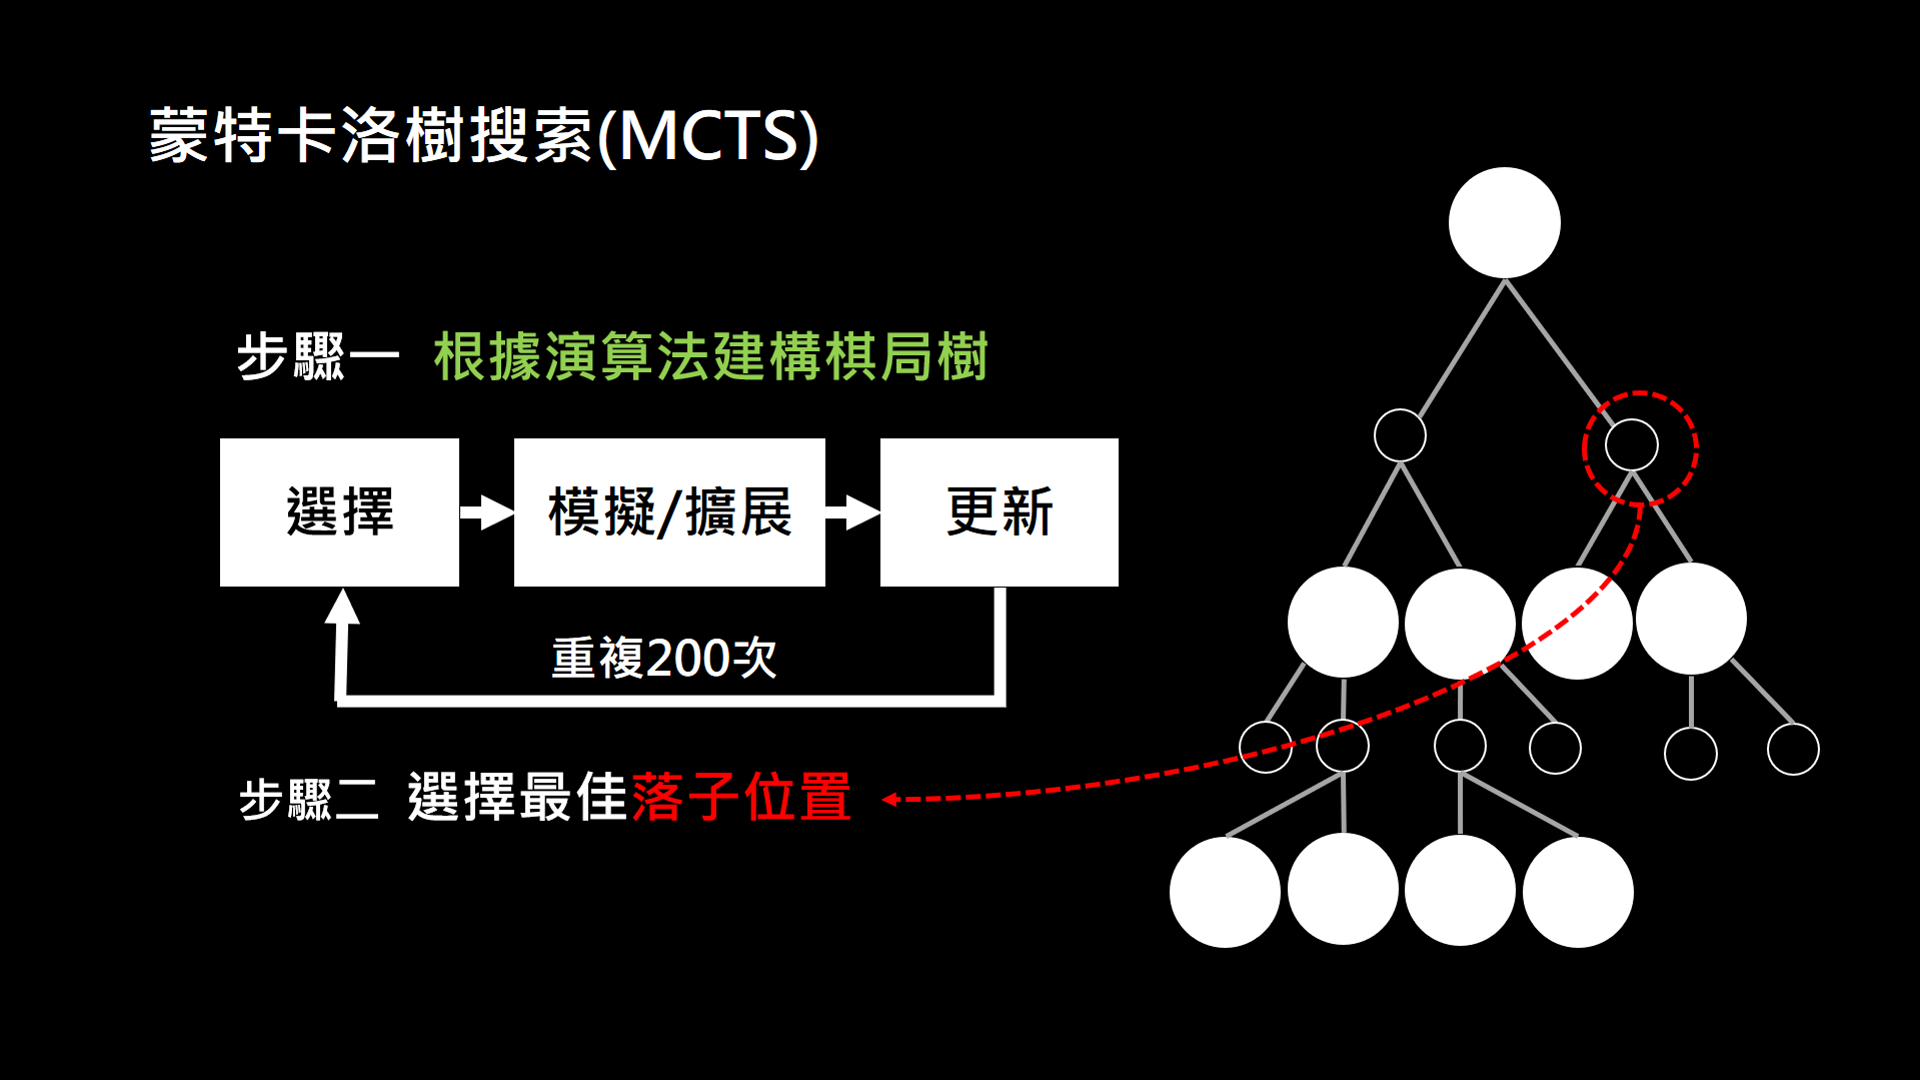 蒙特卡洛樹搜索(MCTS)
步驟一 根據演算法建構棋局樹
選擇
模擬/擴展
更新
重複200次
步驟二 選擇最佳落子位置